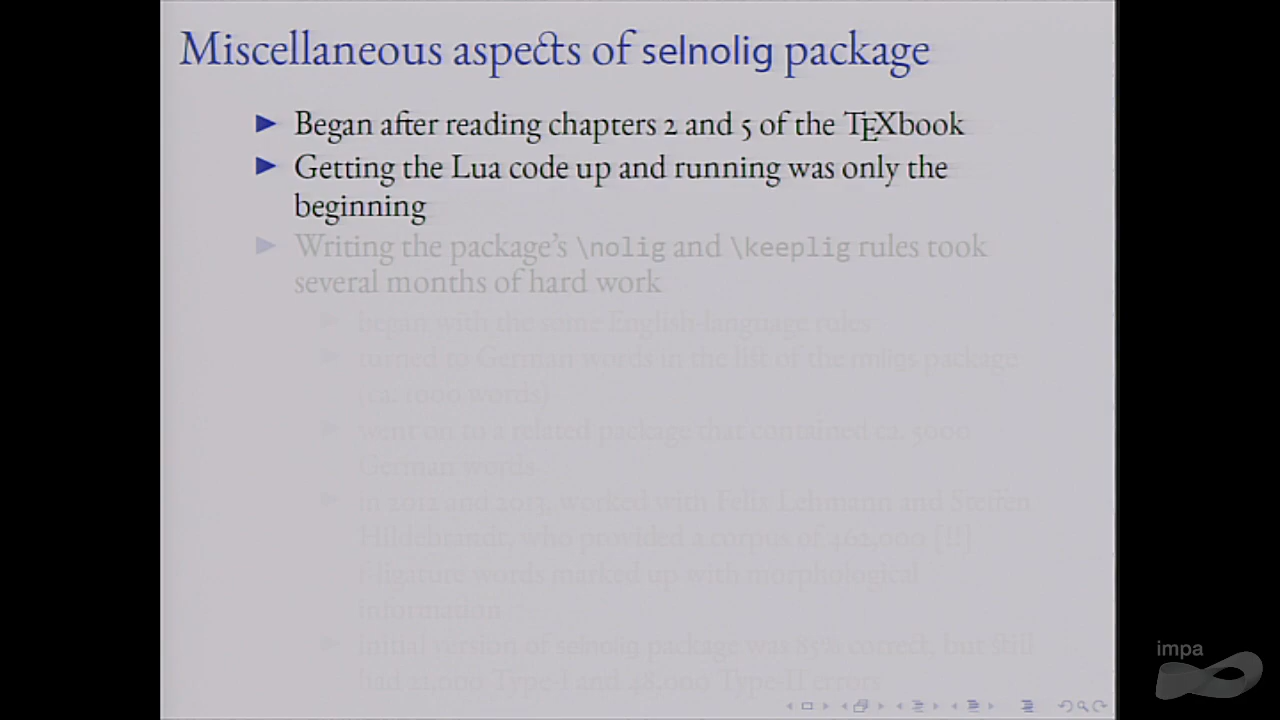 Miscellaneous aspects of selnolig package
Began after reading chapters 2 and 5 of the TEXbook
Getting the Lua code up and running was only the
beginning
Writing the package's \nolig and \keeplig rules took
several months of hard work
began with the some English-language rules
turned to German words in the list of the rmligs package
(ca. 1000 words)
went on to a related package that contained ca. 5000
German words
in 2012 and 2013, worked with Felix Lehmann and Steffen
Hildebrandt, who provided a corpus of 462,000 [!!]
f-ligature words marked up with morphological
information
initial version of selnolig package was 85% correct, but still
had 21,000 Type-I and 48,000 Type-II errors
impa